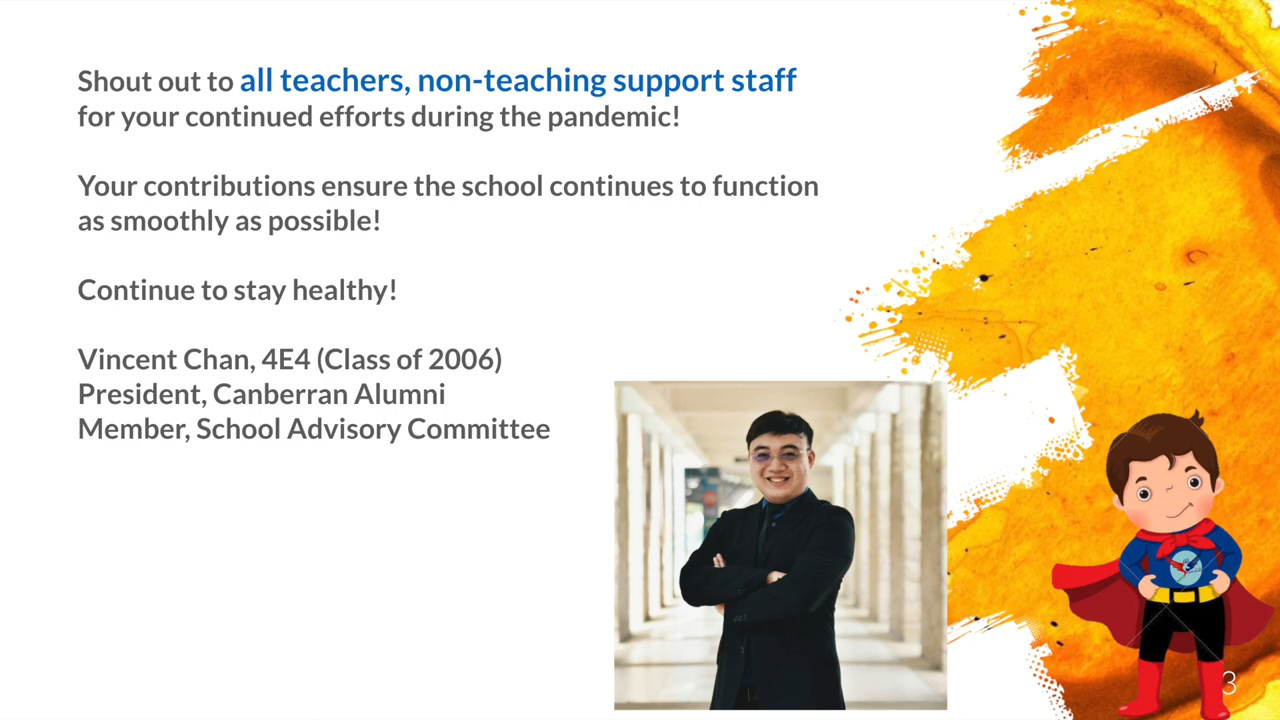 Shout out to all teachers, non-teaching support staff
for your continued efforts during the pandemic!
Your contributions ensure the school continues to function
as smoothly as possible!
Continue to stay healthy!
Vincent Chan, 4E4 (Class of 2006)
President, Canberran Alumni
Member, School Advisory Committee
3